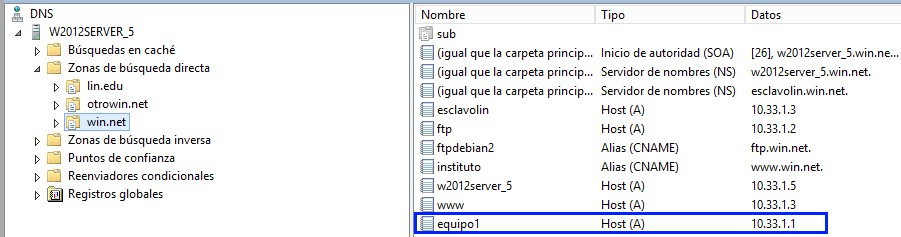 DNS
W2012SERVER_5
Búsquedas en caché
Zonas de búsqueda directa
lin.edu
otrowin.net
win.net
Zonas de búsqueda inversa
Puntos de confianza
Reenviadores condicionales
Registros globales
Nombre Tipo Datos
sub
(igual que la carpeta princip... Inicio de autoridad (SOA) [26], w2012server_5.win.ne...
(igual que la carpeta princip... Servidor de nombres (NS) w2012server_5.win.net.
(igual que la carpeta princip... Servidor de nombres (NS) esclavolin.win.net.
esclavolin Host (A) 10.33.1.3
ftp Host (A) 10.33.1.2
ftpdebian2 Alias (CNAME) ftp.win.net.
instituto Alias (CNAME) www.win.net.
w2012server_5 Host (A) 10.33.1.5
www Host (A) 10.33.1.3
equipo1 Host (A) 10.33.1.1